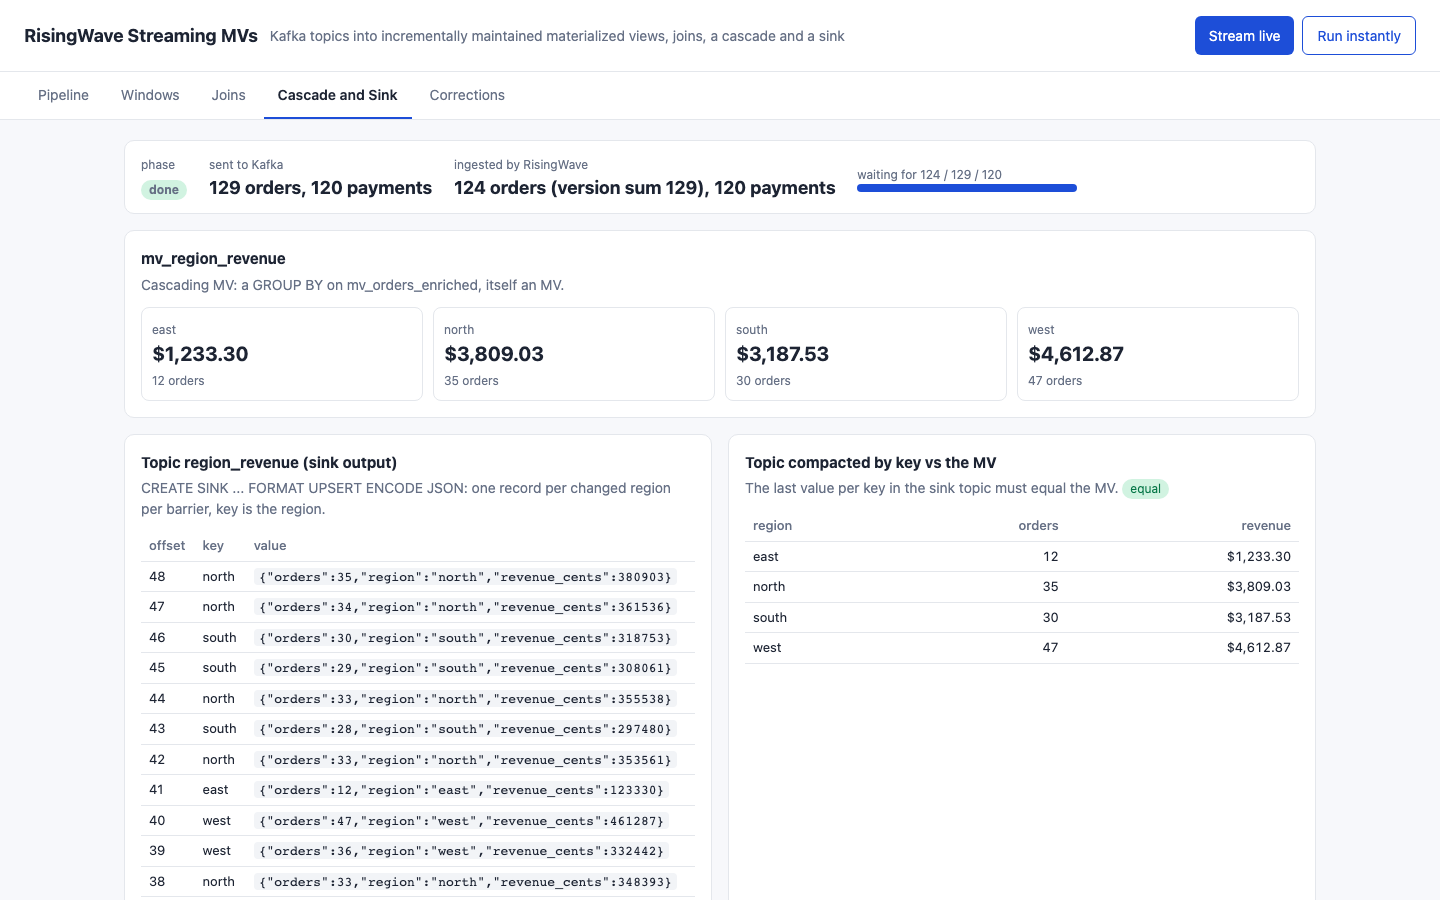 RisingWave Streaming MVs Kafka topics into incrementally maintained materialized views, joins, a cascade and a sink Stream live Run instantly
Pipeline Windows Joins Cascade and Sink Corrections
phase sent to Kafka ingested by RisingWave
waiting for 124 / 129 / 120
done 129 orders, 120 payments 124 orders (version sum 129), 120 payments
mv_region_revenue
Cascading MV: a GROUP BY on mv_orders_enriched, itself an MV.
east north south west
$1,233.30 $3,809.03 $3,187.53 $4,612.87
12 orders 35 orders 30 orders 47 orders
Topic region_revenue (sink output)
CREATE SINK ... FORMAT UPSERT ENCODE JSON: one record per changed region
per barrier, key is the region.
offset key value
48 north {"orders":35,"region":"north","revenue_cents":380903}
47 north {"orders":34,"region":"north","revenue_cents":361536}
46 south {"orders":30,"region":"south","revenue_cents":318753}
45 south {"orders":29,"region":"south","revenue_cents":308061}
44 north {"orders":33,"region":"north","revenue_cents":355538}
43 south {"orders":28,"region":"south","revenue_cents":297480}
42 north {"orders":33,"region":"north","revenue_cents":353561}
41 east {"orders":12,"region":"east","revenue_cents":123330}
40 west {"orders":47,"region":"west","revenue_cents":461287}
39 west {"orders":36,"region":"west","revenue_cents":332442}
38 north {"orders":33,"region":"north","revenue_cents":348393}
Topic compacted by key vs the MV
The last value per key in the sink topic must equal the MV. equal
region orders revenue
east 12 $1,233.30
north 35 $3,809.03
south 30 $3,187.53
west 47 $4,612.87